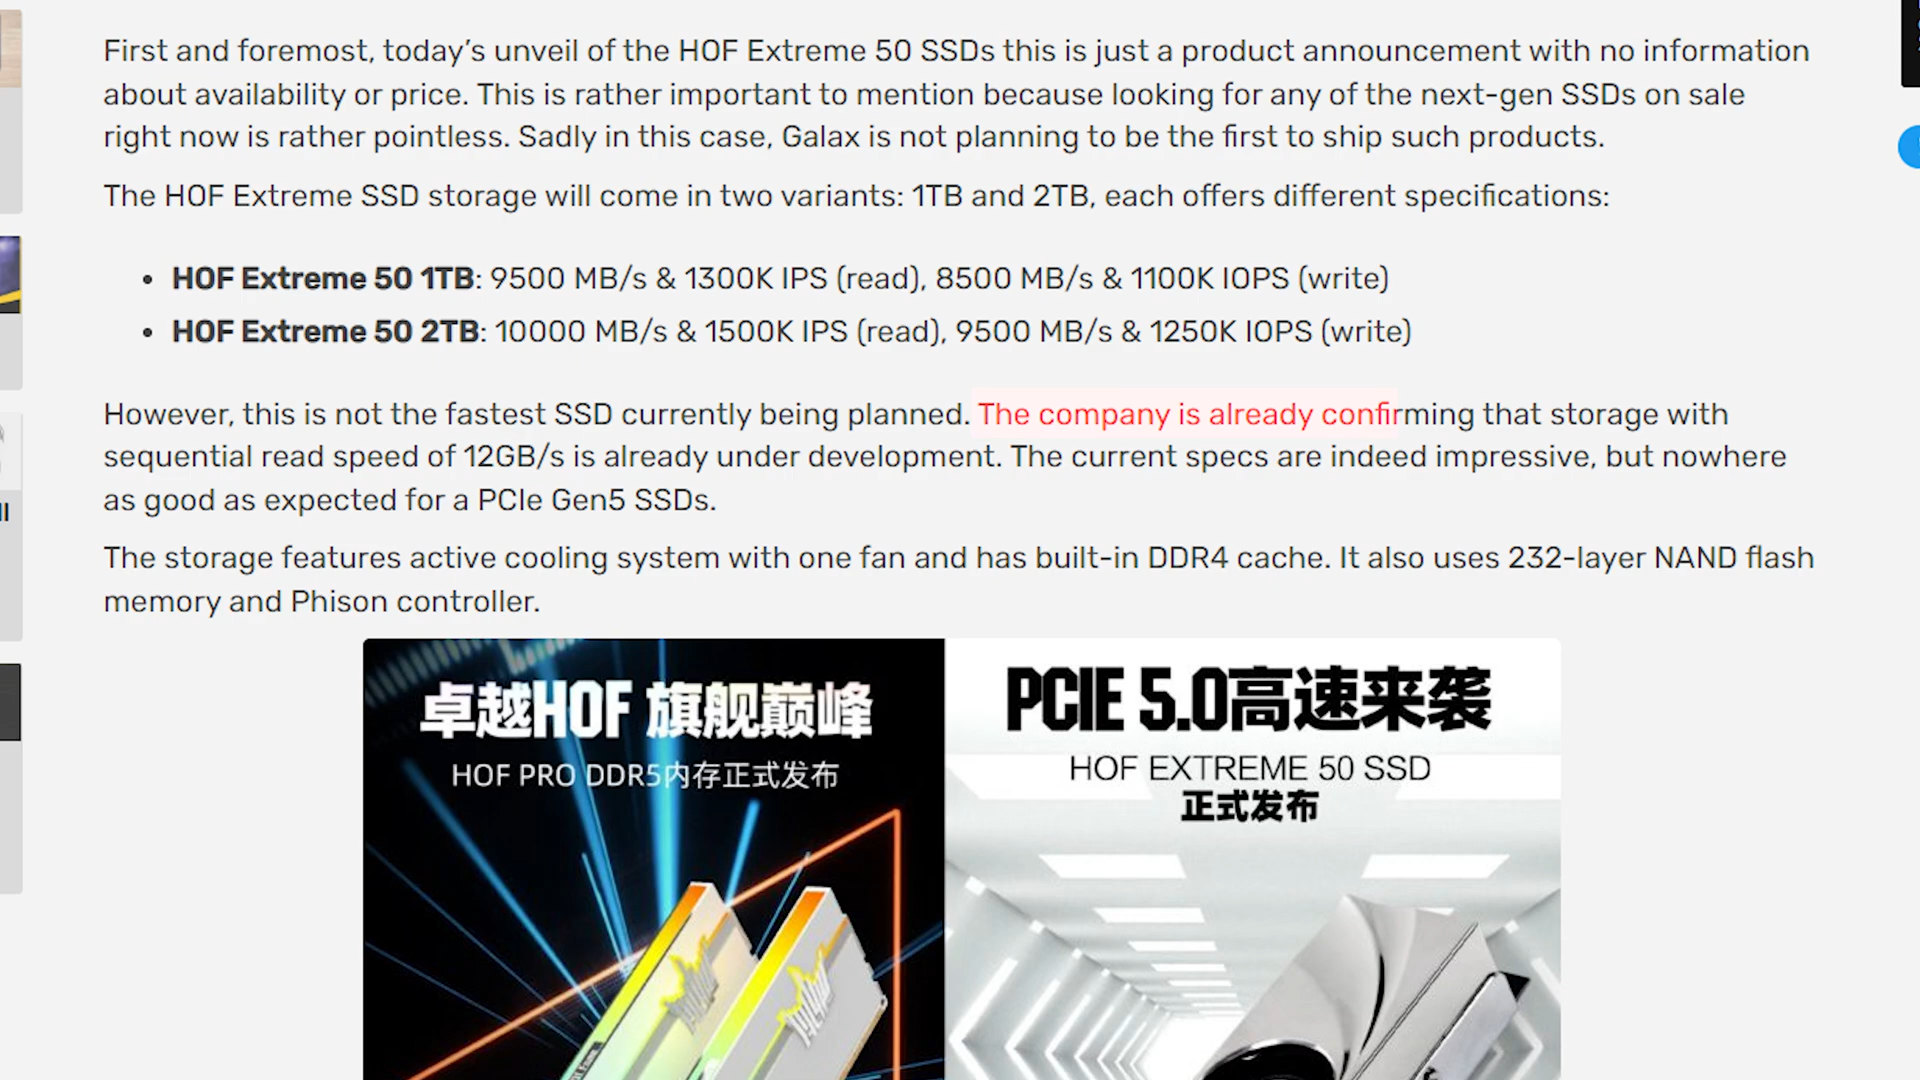 First and foremost, today’s unveil of the HOF Extreme 50 SSDs this is just a product announcement with no information
about availability or price. This is rather important to mention because looking for any of the next-gen SSDs on sale
right now is rather pointless. Sadly in this case, Galax is not planning to be the first to ship such products.
The HOF Extreme SSD storage will come in two variants: 1TB and 2TB, each offers different specifications:
• HOF Extreme 50 1TB: 9500 MB/s & 1300K IPS (read), 8500 MB/s & 1100K IOPS (write)
• HOF Extreme 50 2TB: 10000 MB/s & 1500K IPS (read), 9500 MB/s & 1250K IOPS (write)
However, this is not the fastest SSD currently being planned. The company is already confirming that storage with
sequential read speed of 12GB/s is already under development. The current specs are indeed impressive, but nowhere
as good as expected for a PCIe Gen5 SSDs.
The storage features active cooling system with one fan and has built-in DDR4 cache. It also uses 232-layer NAND flash
memory and Phison controller.
卓越HOF 旗舰巅峰
HOF PRO DDR5内存正式发布
PCIE 5.0高速来袭
HOF EXTREME 50 SSD
正式发布